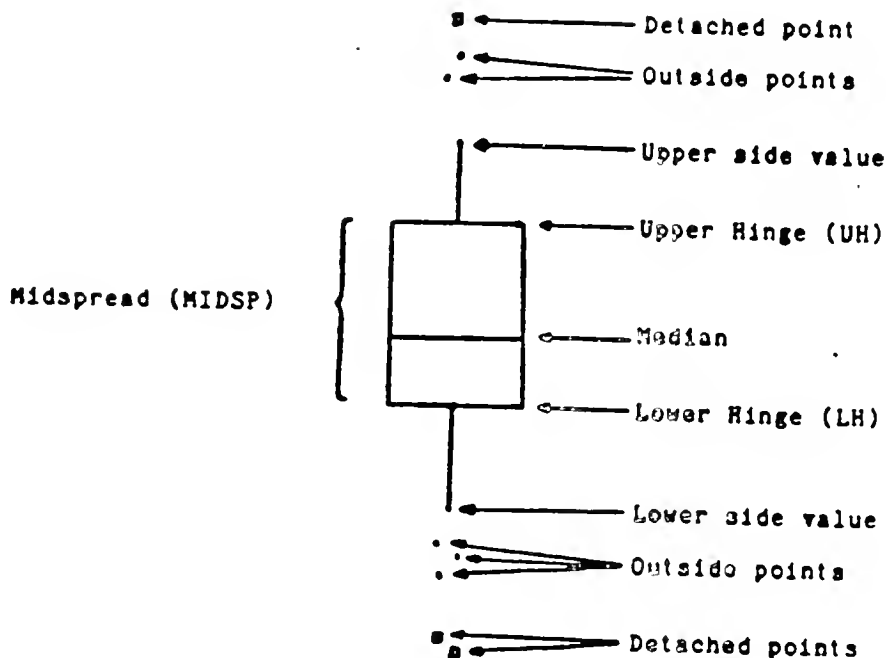 Detached point
Outside points
Upper side value
Upper Hinge (UH)
Midspread (MIDSP)
Median
Lower Hinge (LH)
Lower side value
Outside points
Detached points